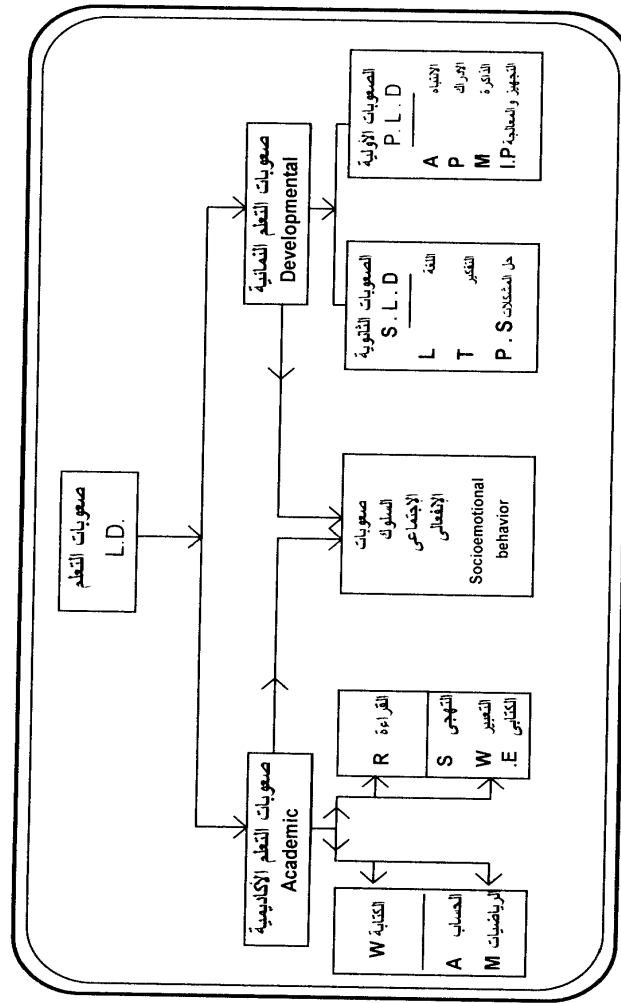 صعوبات التعلم
L.D.
صعوبات التعلم النمائية
Developmental
صعوبات التعلم الأكاديمية
Academic
الصعوبات الأولية
P.L.D
A الانتباه
P الإدراك
M الذاكرة
I.P التجهيز والمعالجة
الصعوبات الثانوية
S.L.D
L اللغة
T التفكير
P.S حل المشكلات
صعوبات
السلوك
الإجتماعى
الإنفعالى
Socioemotional
behavior
R القراءة
S التهجى
W التعبير
.E الكتابى
W الكتابة
A الحساب
M الرياضيات